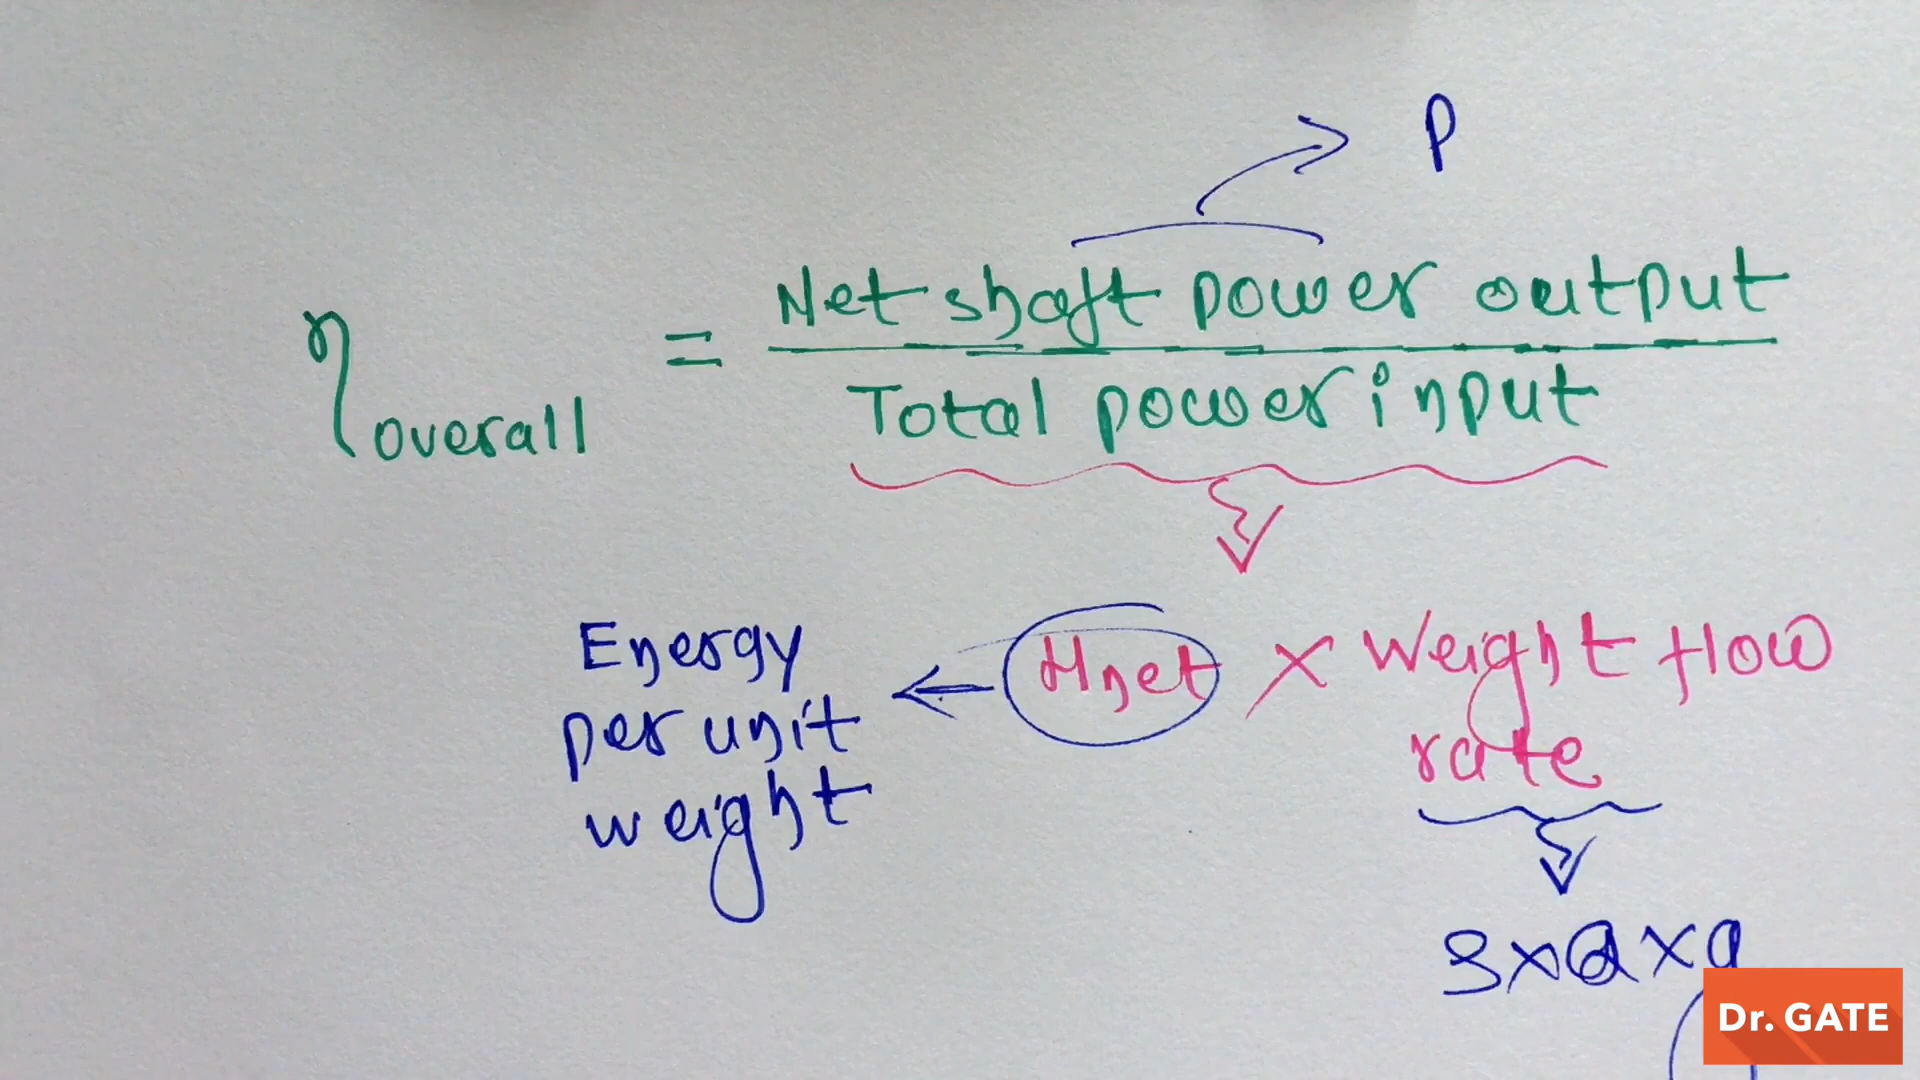 P
η overall = Net shaft power output
Total power input
Hnet × Weight flow
rate
Energy
per unit
weight
S×Q×g
Dr. GATE